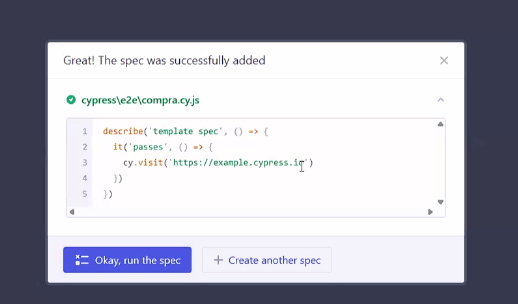 Great! The spec was successfully added
cypress\e2e\compra.cy.js
1 describe('template spec', () => {
2 it('passes', () => {
3 cy.visit('https://example.cypress.io')
4 })
5 })
Okay, run the spec
Create another spec